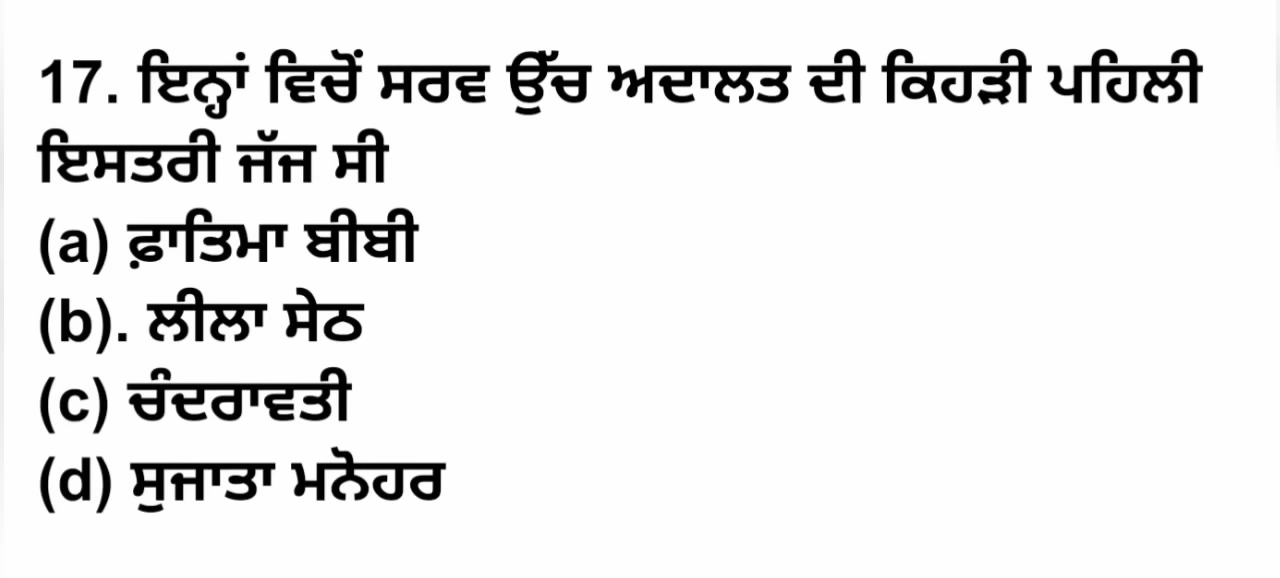 17. ਇਨ੍ਹਾਂ ਵਿਚੋਂ ਸਰਵ ਉੱਚ ਅਦਾਲਤ ਦੀ ਕਿਹੜੀ ਪਹਿਲੀ
ਇਸਤਰੀ ਜੱਜ ਸੀ
(a) ਫ਼ਾਤਿਮਾ ਬੀਬੀ
(b). ਲੀਲਾ ਸੇਠ
(c) ਚੰਦਰਾਵਤੀ
(d) ਸੁਜਾਤਾ ਮਨੋਹਰ